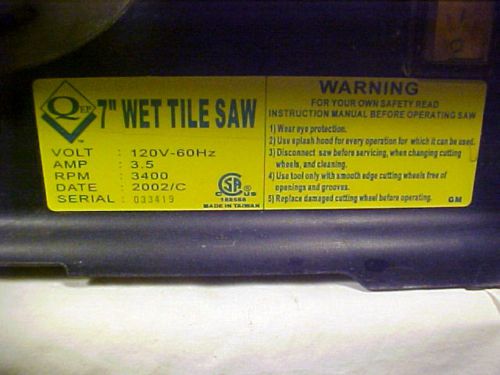 QEP
™
7" WET TILE SAW
VOLT : 120V-60Hz
AMP : 3.5
RPM : 3400
DATE : 2002/C
SERIAL : 033419
C US
188586
MADE IN TAIWAN
WARNING
FOR YOUR OWN SAFETY READ
INSTRUCTION MANUAL BEFORE OPERATING SAW
1) Wear eye protection.
2) Use splash hood for every operation for which it can be used.
3) Disconnect saw before servicing, when changing cutting
wheels, and cleaning.
4) Use tool only with smooth edge cutting wheels free of
openings and grooves.
5) Replace damaged cutting wheel before operating.
GM